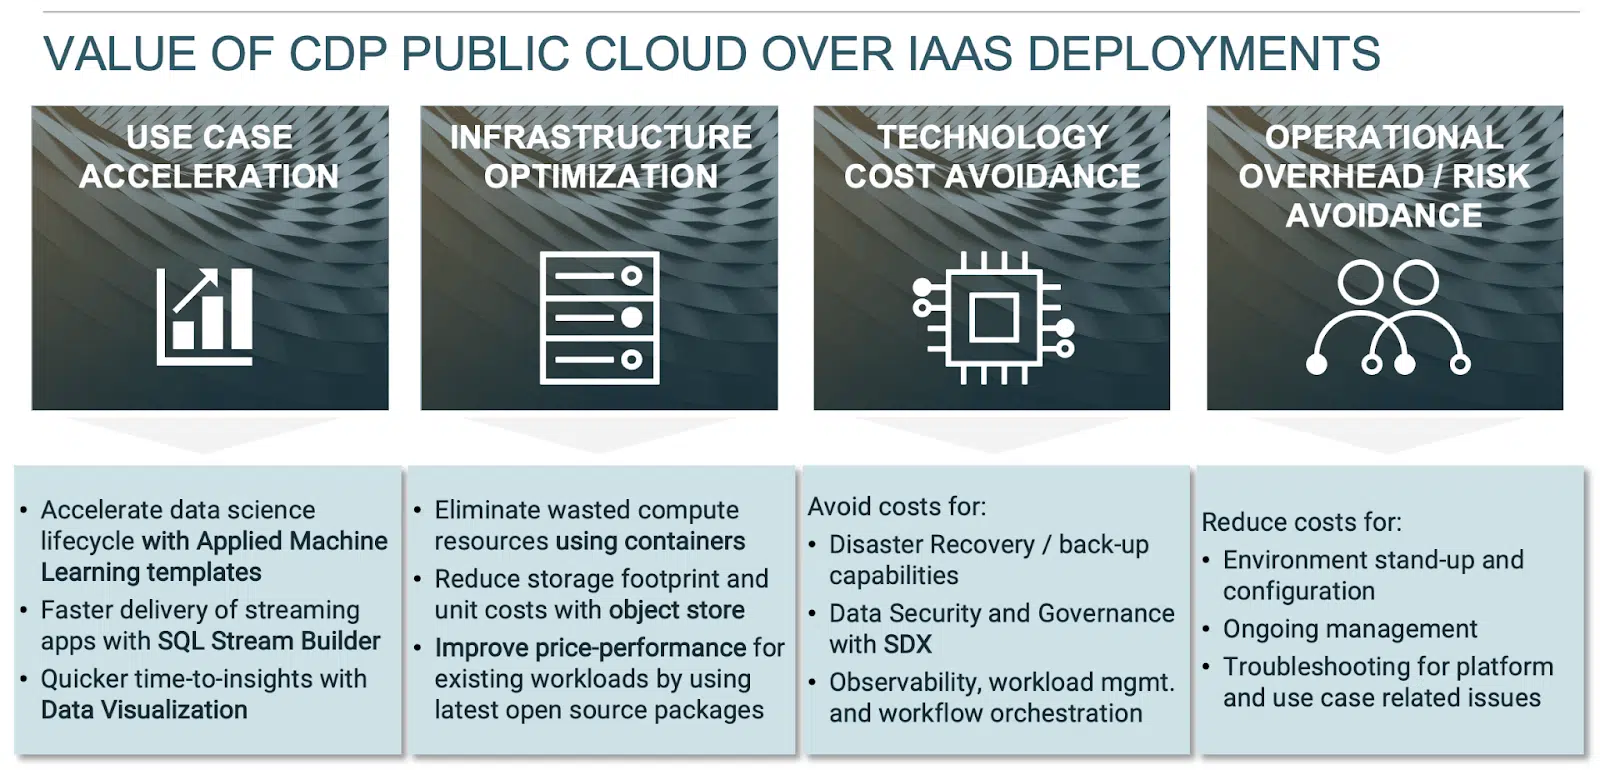 VALUE OF CDP PUBLIC CLOUD OVER IAAS DEPLOYMENTS
USE CASE
ACCELERATION
• Accelerate data science
lifecycle with Applied Machine
Learning templates
• Faster delivery of streaming
apps with SQL Stream Builder
• Quicker time-to-insights with
Data Visualization
INFRASTRUCTURE
OPTIMIZATION
• Eliminate wasted compute
resources using containers
• Reduce storage footprint and
unit costs with object store
• Improve price-performance for
existing workloads by using
latest open source packages
TECHNOLOGY
COST AVOIDANCE
Avoid costs for:
• Disaster Recovery / back-up
capabilities
• Data Security and Governance
with SDX
• Observability, workload mgmt.
and workflow orchestration
OPERATIONAL
OVERHEAD / RISK
AVOIDANCE
Reduce costs for:
• Environment stand-up and
configuration
• Ongoing management
• Troubleshooting for platform
and use case related issues